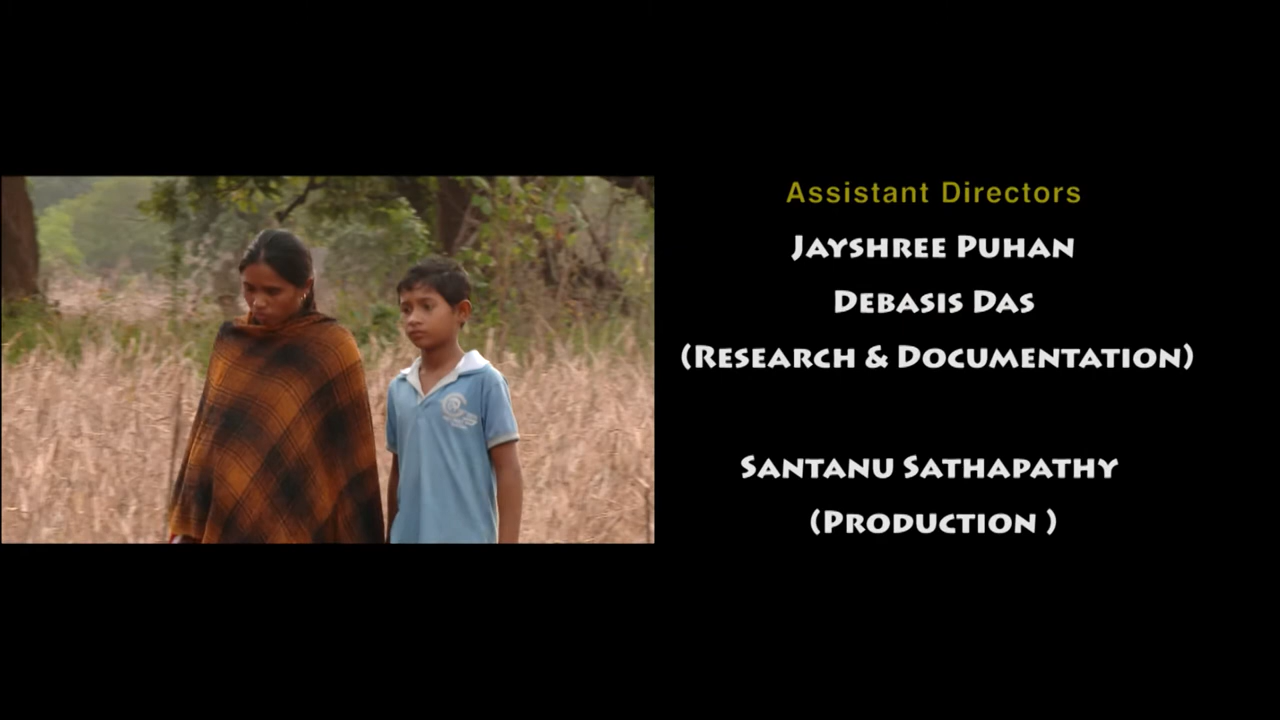 Assistant Directors
Jayshree Puhan
Debasis Das
(Research & Documentation)
Santanu Sathapathy
(Production )